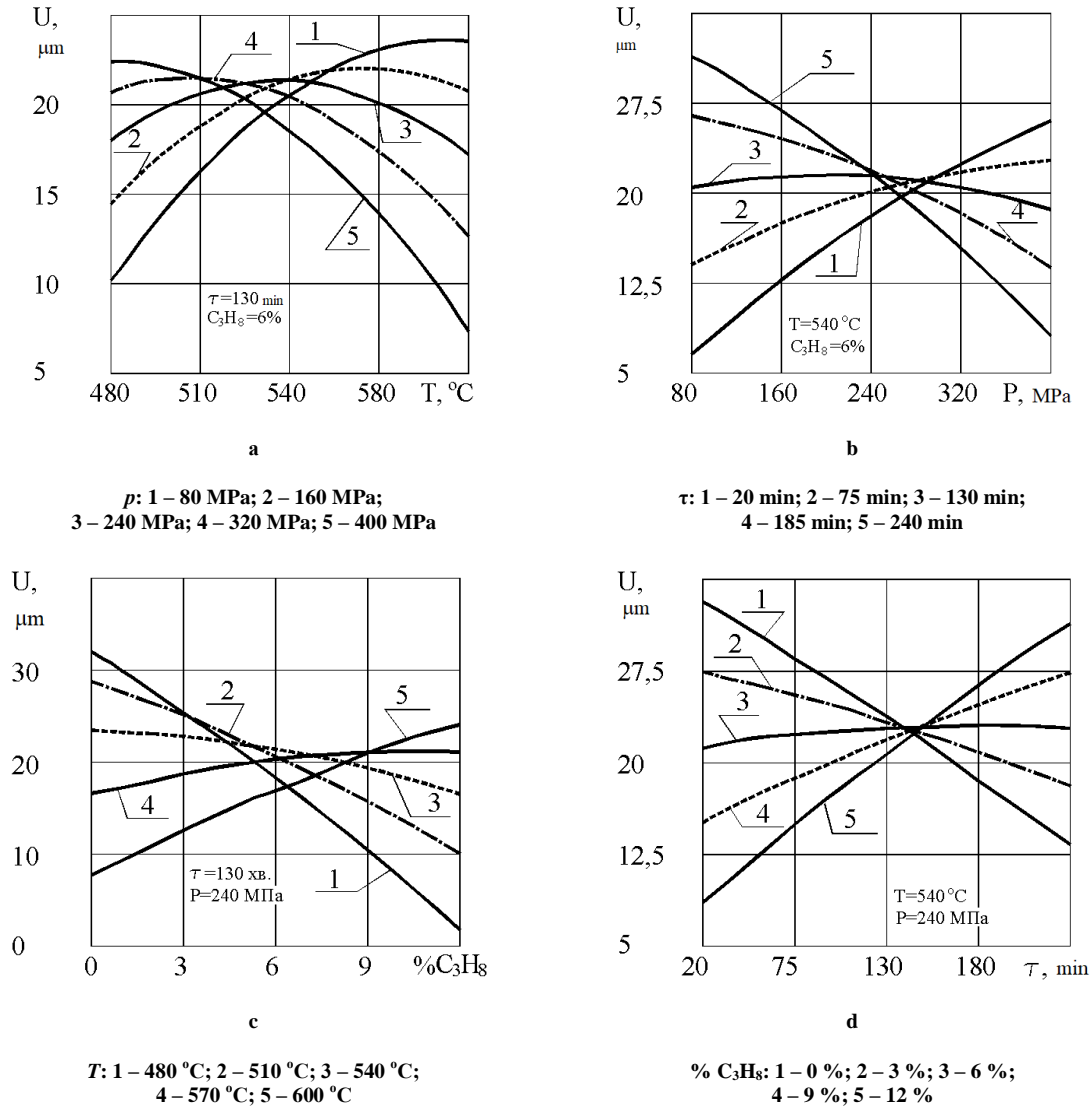 U,
μm
20
15
10
5
480
510
540
580
T, °C
1
4
2
3
5
τ=130 min
C₃H₈=6%
a
p: 1 – 80 MPa; 2 – 160 MPa;
3 – 240 MPa; 4 – 320 MPa; 5 – 400 MPa
U,
μm
27,5
20
12,5
5
80
160
240
320
P, MPa
5
3
2
4
1
T=540 °C
C₃H₈=6%
b
τ: 1 – 20 min; 2 – 75 min; 3 – 130 min;
4 – 185 min; 5 – 240 min
U,
μm
30
20
10
0
0
3
6
9
%C₃H₈
2
5
4
3
1
τ=130 хв.
P=240 МПа
c
T: 1 – 480 °C; 2 – 510 °C; 3 – 540 °C;
4 – 570 °C; 5 – 600 °C
U,
μm
27,5
20
12,5
5
20
75
130
180
τ, min
1
2
3
4
5
T=540 °C
P=240 МПа
d
% C₃H₈: 1 – 0 %; 2 – 3 %; 3 – 6 %;
4 – 9 %; 5 – 12 %